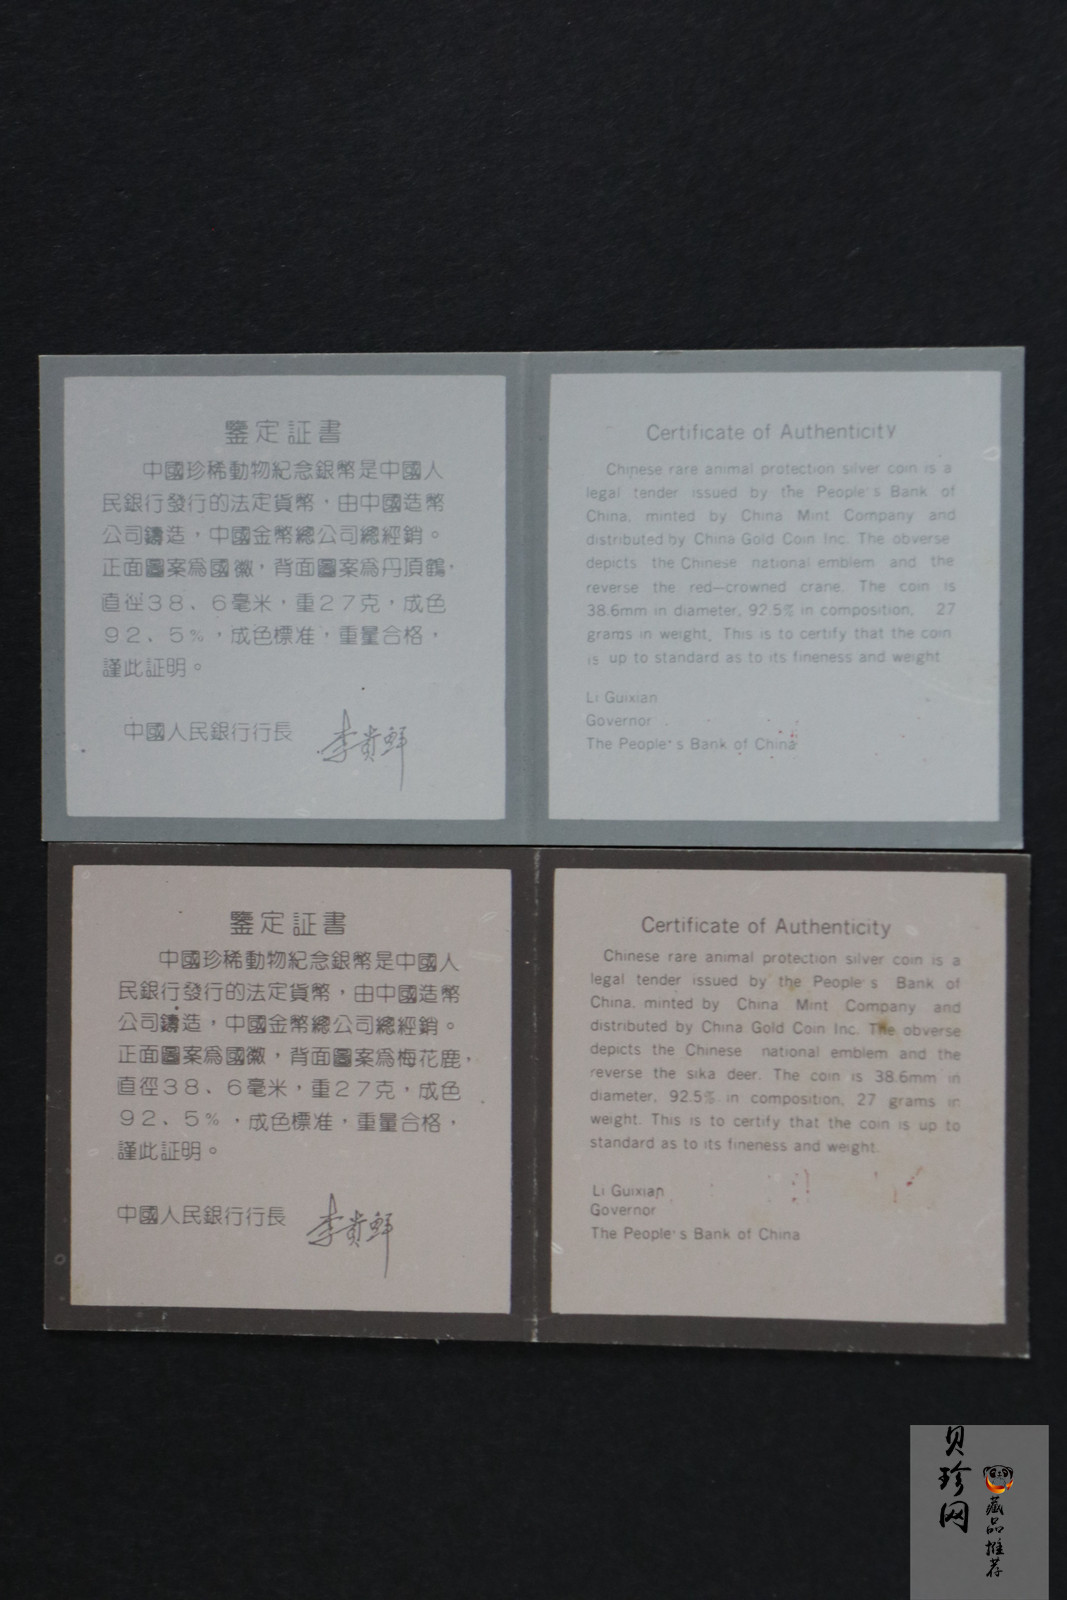 鑒定証書
中國珍稀動物紀念銀幣是中國人
民銀行發行的法定貨幣，由中國造幣
公司鑄造，中國金幣總公司總經銷。
正面圖案爲國徽，背面圖案爲丹頂鶴，
直徑38、6毫米，重27克，成色
92、5%，成色標准，重量合格，
謹此証明。
中國人民銀行行長 李贵鲜
Certificate of Authenticity
Chinese rare animal protection silver coin is a
legal tender issued by the People's Bank of
China, minted by China Mint Company and
distributed by China Gold Coin Inc. The obverse
depicts the Chinese national emblem and the
reverse the red—crowned crane. The coin is
38.6mm in diameter, 92.5% in composition, 27
grams in weight. This is to certify that the coin
is up to standard as to its fineness and weight
Li Guixian
Governor
The People's Bank of China
鑒定証書
中國珍稀動物紀念銀幣是中國人
民銀行發行的法定貨幣，由中國造幣
公司鑄造，中國金幣總公司總經銷。
正面圖案爲國徽，背面圖案爲梅花鹿，
直徑38、6毫米，重27克，成色
92、5%，成色標准，重量合格，
謹此証明。
中國人民銀行行長 李贵鲜
Certificate of Authenticity
Chinese rare animal protection silver coin is a
legal tender issued by the People's Bank of
China, minted by China Mint Company and
distributed by China Gold Coin Inc. The obverse
depicts the Chinese national emblem and the
reverse the sika deer. The coin is 38.6mm in
diameter, 92.5% in composition, 27 grams in
weight. This is to certify that the coin is up to
standard as to its fineness and weight.
Li Guixian
Governor
The People's Bank of China
贝珍网
藏品推荐